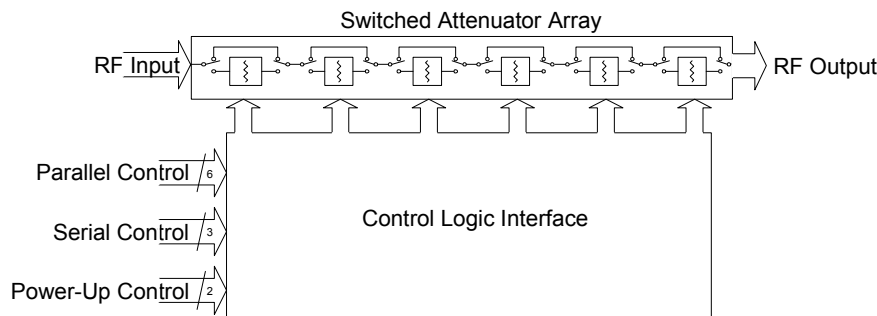 Switched Attenuator Array
RF Input
RF Output
Parallel Control
6
Control Logic Interface
Serial Control
3
Power-Up Control
2